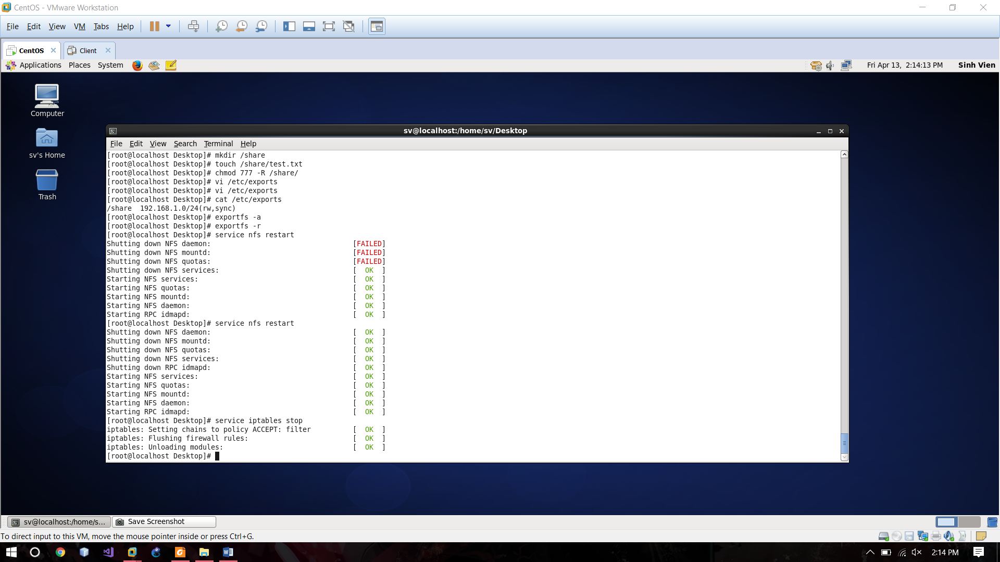 CentOS - VMware Workstation
File Edit View VM Tabs Help
CentOS Client
Applications Places System Fri Apr 13, 2:14:13 PM Sinh Vien
Computer
sv's Home
Trash
sv@localhost:/home/sv/Desktop
File Edit View Search Terminal Help
[root@localhost Desktop]# mkdir /share
[root@localhost Desktop]# touch /share/test.txt
[root@localhost Desktop]# chmod 777 -R /share/
[root@localhost Desktop]# vi /etc/exports
[root@localhost Desktop]# vi /etc/exports
[root@localhost Desktop]# cat /etc/exports
/share  192.168.1.0/24(rw,sync)
[root@localhost Desktop]# exportfs -a
[root@localhost Desktop]# exportfs -r
[root@localhost Desktop]# service nfs restart
Shutting down NFS daemon: [FAILED]
Shutting down NFS mountd: [FAILED]
Shutting down NFS quotas: [FAILED]
Shutting down NFS services: [  OK  ]
Starting NFS services: [  OK  ]
Starting NFS quotas: [  OK  ]
Starting NFS mountd: [  OK  ]
Starting NFS daemon: [  OK  ]
Starting RPC idmapd: [  OK  ]
[root@localhost Desktop]# service nfs restart
Shutting down NFS daemon: [  OK  ]
Shutting down NFS mountd: [  OK  ]
Shutting down NFS quotas: [  OK  ]
Shutting down NFS services: [  OK  ]
Shutting down RPC idmapd: [  OK  ]
Starting NFS services: [  OK  ]
Starting NFS quotas: [  OK  ]
Starting NFS mountd: [  OK  ]
Starting NFS daemon: [  OK  ]
Starting RPC idmapd: [  OK  ]
[root@localhost Desktop]# service iptables stop
iptables: Setting chains to policy ACCEPT: filter [  OK  ]
iptables: Flushing firewall rules: [  OK  ]
iptables: Unloading modules: [  OK  ]
[root@localhost Desktop]#
sv@localhost:/home/s... Save Screenshot
To direct input to this VM, move the mouse pointer inside or press Ctrl+G.
2:14 PM